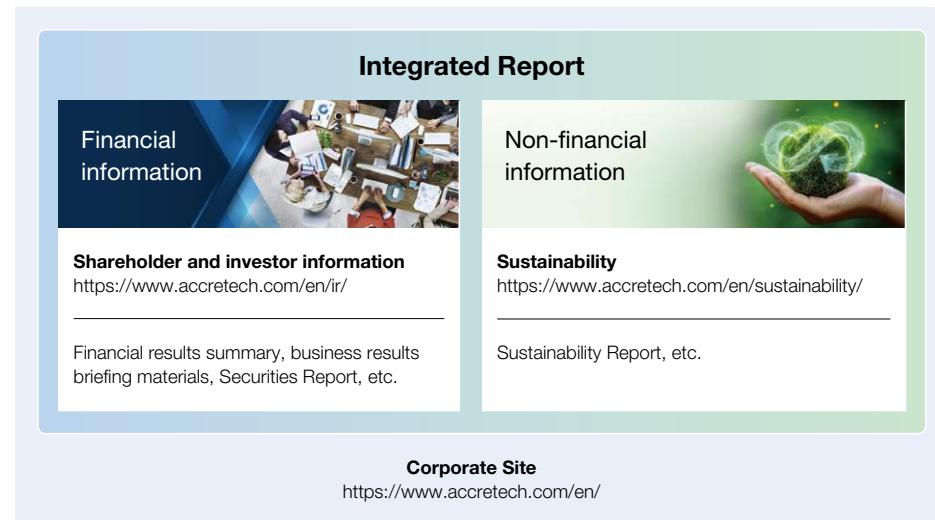 Integrated Report
Financial
information
Shareholder and investor information
https://www.accretech.com/en/ir/
Financial results summary, business results
briefing materials, Securities Report, etc.
Non-financial
information
Sustainability
https://www.accretech.com/en/sustainability/
Sustainability Report, etc.
Corporate Site
https://www.accretech.com/en/